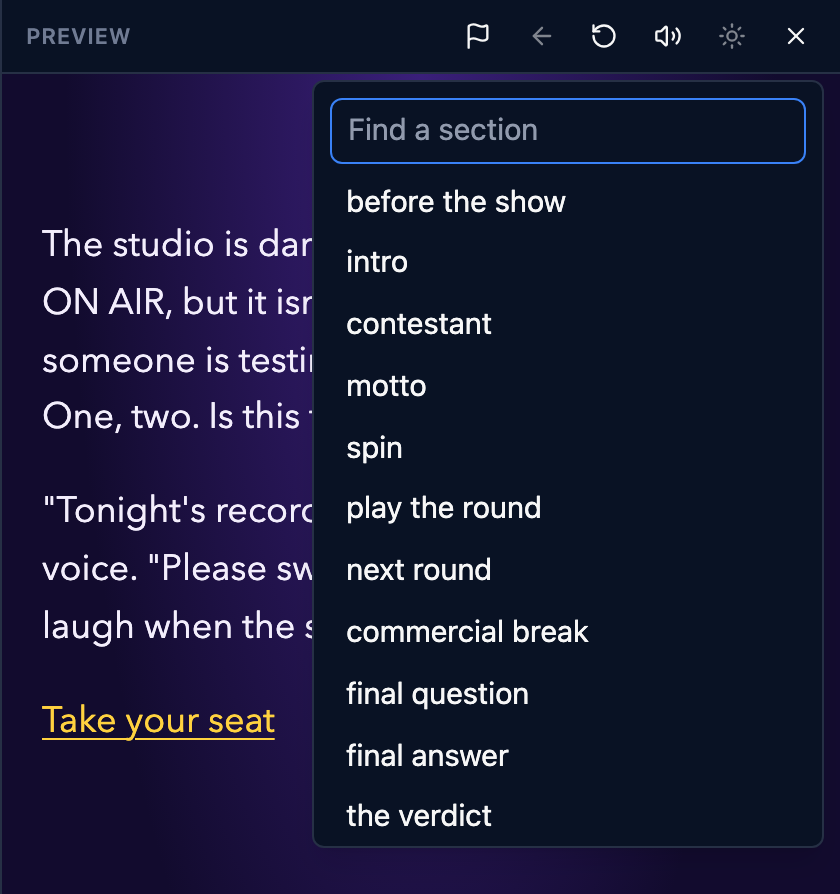 PREVIEW
Find a section
before the show
intro
contestant
motto
spin
play the round
next round
commercial break
final question
final answer
the verdict
The studio is dar
ON AIR, but it isn
someone is testi
One, two. Is this
"Tonight's record
voice. "Please sw
laugh when the s
Take your seat